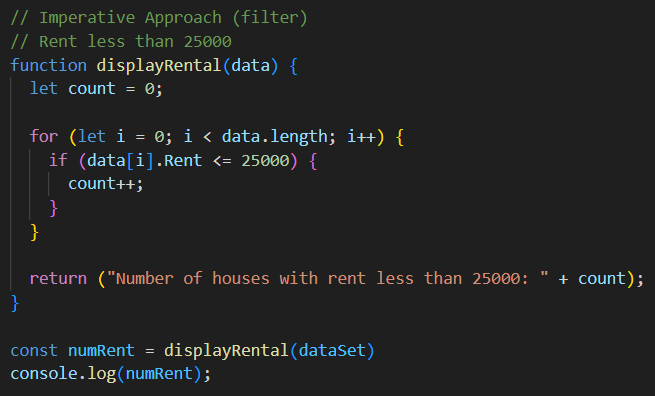 // Imperative Approach (filter)
// Rent less than 25000
function displayRental(data) {
let count = 0;
for (let i = 0; i < data.length; i++) {
if (data[i].Rent <= 25000) {
count++;
}
}
return ("Number of houses with rent less than 25000: " + count);
}
const numRent = displayRental(dataSet)
console.log(numRent);